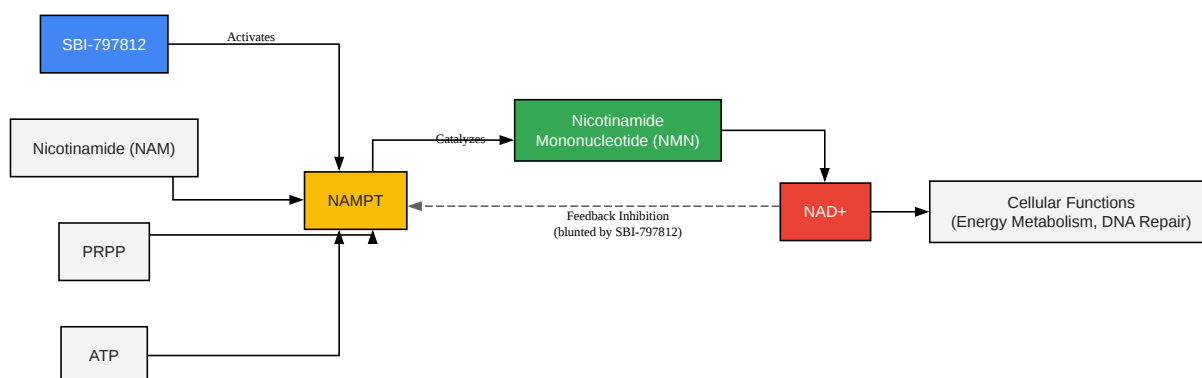 SBI-797812
Activates
Nicotinamide (NAM)
NAMPT
PRPP
ATP
Catalyzes
Nicotinamide
Mononucleotide (NMN)
Feedback Inhibition
(blunted by SBI-797812)
NAD+
Cellular Functions
(Energy Metabolism, DNA Repair)